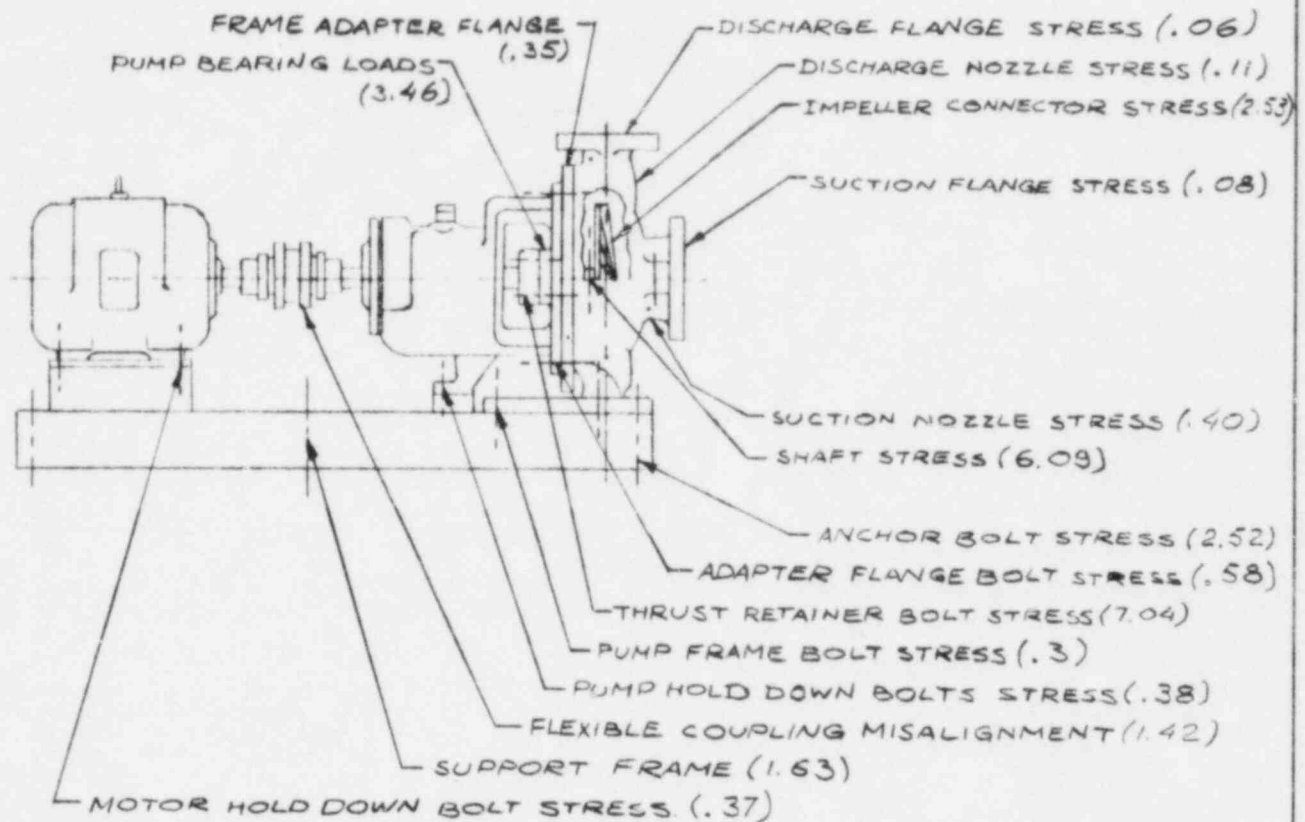 FRAME ADAPTER FLANGE
(.35)
PUMP BEARING LOADS
(3.46)
DISCHARGE FLANGE STRESS (.06)
DISCHARGE NOZZLE STRESS (.11)
IMPELLER CONNECTOR STRESS (2.53)
SUCTION FLANGE STRESS (.08)
SUCTION NOZZLE STRESS (.40)
SHAFT STRESS (6.09)
ANCHOR BOLT STRESS (2.52)
ADAPTER FLANGE BOLT STRESS (.58)
THRUST RETAINER BOLT STRESS (7.04)
PUMP FRAME BOLT STRESS (.3)
PUMP HOLD DOWN BOLTS STRESS (.38)
FLEXIBLE COUPLING MISALIGNMENT (1.42)
SUPPORT FRAME (1.63)
MOTOR HOLD DOWN BOLT STRESS (.37)